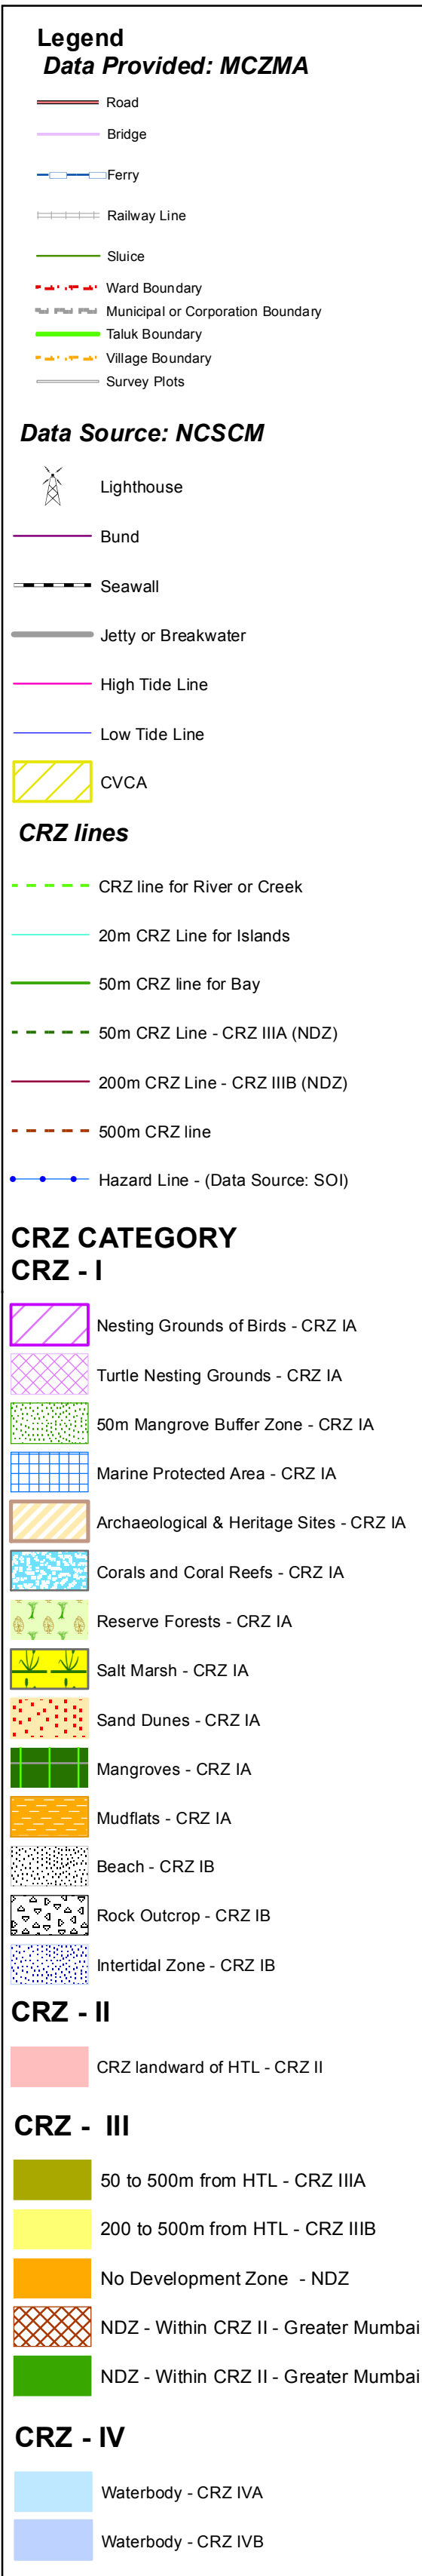 Legend
Data Provided: MCZMA
Road
Bridge
Ferry
Railway Line
Sluice
Ward Boundary
Municipal or Corporation Boundary
Taluk Boundary
Village Boundary
Survey Plots
Data Source: NCSCM
Lighthouse
Bund
Seawall
Jetty or Breakwater
High Tide Line
Low Tide Line
CVCA
CRZ lines
CRZ line for River or Creek
20m CRZ Line for Islands
50m CRZ line for Bay
50m CRZ Line - CRZ IIIA (NDZ)
200m CRZ Line - CRZ IIIB (NDZ)
500m CRZ line
Hazard Line - (Data Source: SOI)
CRZ CATEGORY
CRZ - I
Nesting Grounds of Birds - CRZ IA
Turtle Nesting Grounds - CRZ IA
50m Mangrove Buffer Zone - CRZ IA
Marine Protected Area - CRZ IA
Archaeological & Heritage Sites - CRZ IA
Corals and Coral Reefs - CRZ IA
Reserve Forests - CRZ IA
Salt Marsh - CRZ IA
Sand Dunes - CRZ IA
Mangroves - CRZ IA
Mudflats - CRZ IA
Beach - CRZ IB
Rock Outcrop - CRZ IB
Intertidal Zone - CRZ IB
CRZ - II
CRZ landward of HTL - CRZ II
CRZ - III
50 to 500m from HTL - CRZ IIIA
200 to 500m from HTL - CRZ IIIB
No Development Zone - NDZ
NDZ - Within CRZ II - Greater Mumbai
NDZ - Within CRZ II - Greater Mumbai
CRZ - IV
Waterbody - CRZ IVA
Waterbody - CRZ IVB